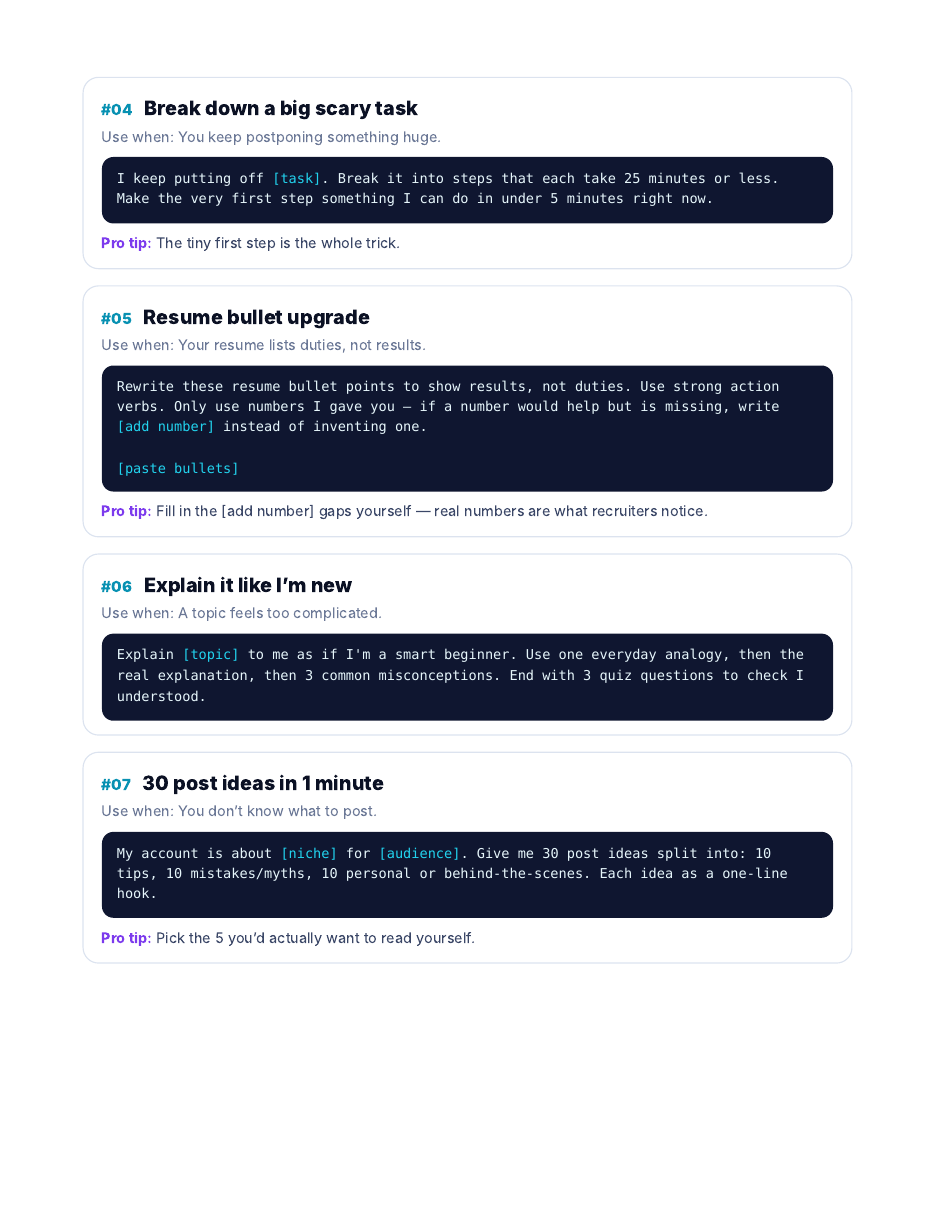 #04 Break down a big scary task
Use when: You keep postponing something huge.
I keep putting off [task]. Break it into steps that each take 25 minutes or less.
Make the very first step something I can do in under 5 minutes right now.
Pro tip: The tiny first step is the whole trick.
#05 Resume bullet upgrade
Use when: Your resume lists duties, not results.
Rewrite these resume bullet points to show results, not duties. Use strong action
verbs. Only use numbers I gave you — if a number would help but is missing, write
[add number] instead of inventing one.
[paste bullets]
Pro tip: Fill in the [add number] gaps yourself — real numbers are what recruiters notice.
#06 Explain it like I’m new
Use when: A topic feels too complicated.
Explain [topic] to me as if I'm a smart beginner. Use one everyday analogy, then the
real explanation, then 3 common misconceptions. End with 3 quiz questions to check I
understood.
#07 30 post ideas in 1 minute
Use when: You don’t know what to post.
My account is about [niche] for [audience]. Give me 30 post ideas split into: 10
tips, 10 mistakes/myths, 10 personal or behind-the-scenes. Each idea as a one-line
hook.
Pro tip: Pick the 5 you’d actually want to read yourself.